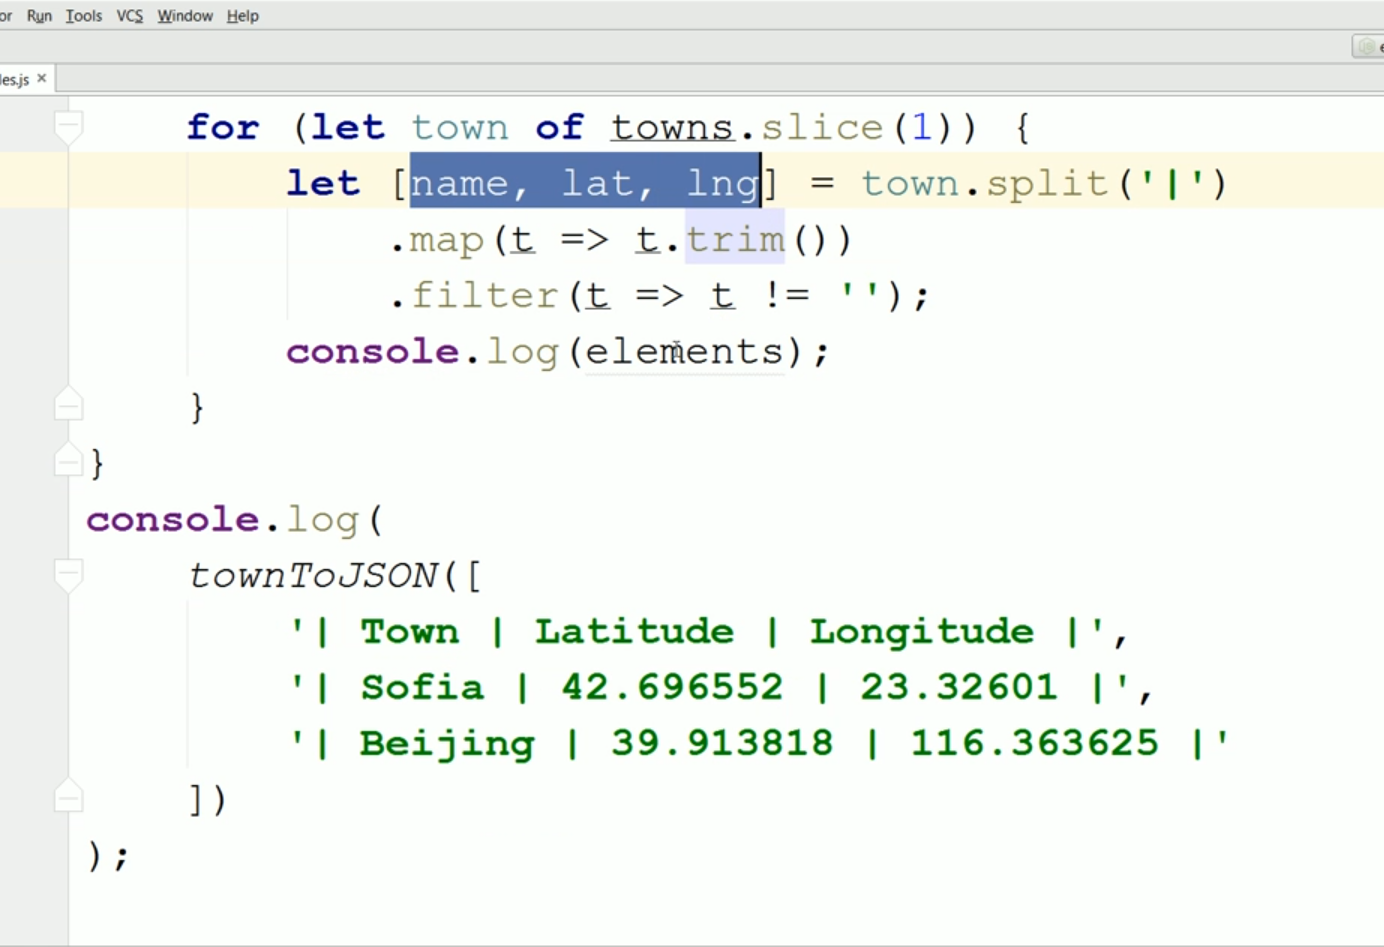 Run Tools VCS Window Help
les.js ×
for (let town of towns.slice(1)) {
let [name, lat, lng] = town.split('|')
.map(t => t.trim())
.filter(t => t != '');
console.log(elements);
}
}
console.log(
townToJSON([
'| Town | Latitude | Longitude |',
'| Sofia | 42.696552 | 23.32601 |',
'| Beijing | 39.913818 | 116.363625 |'
])
);